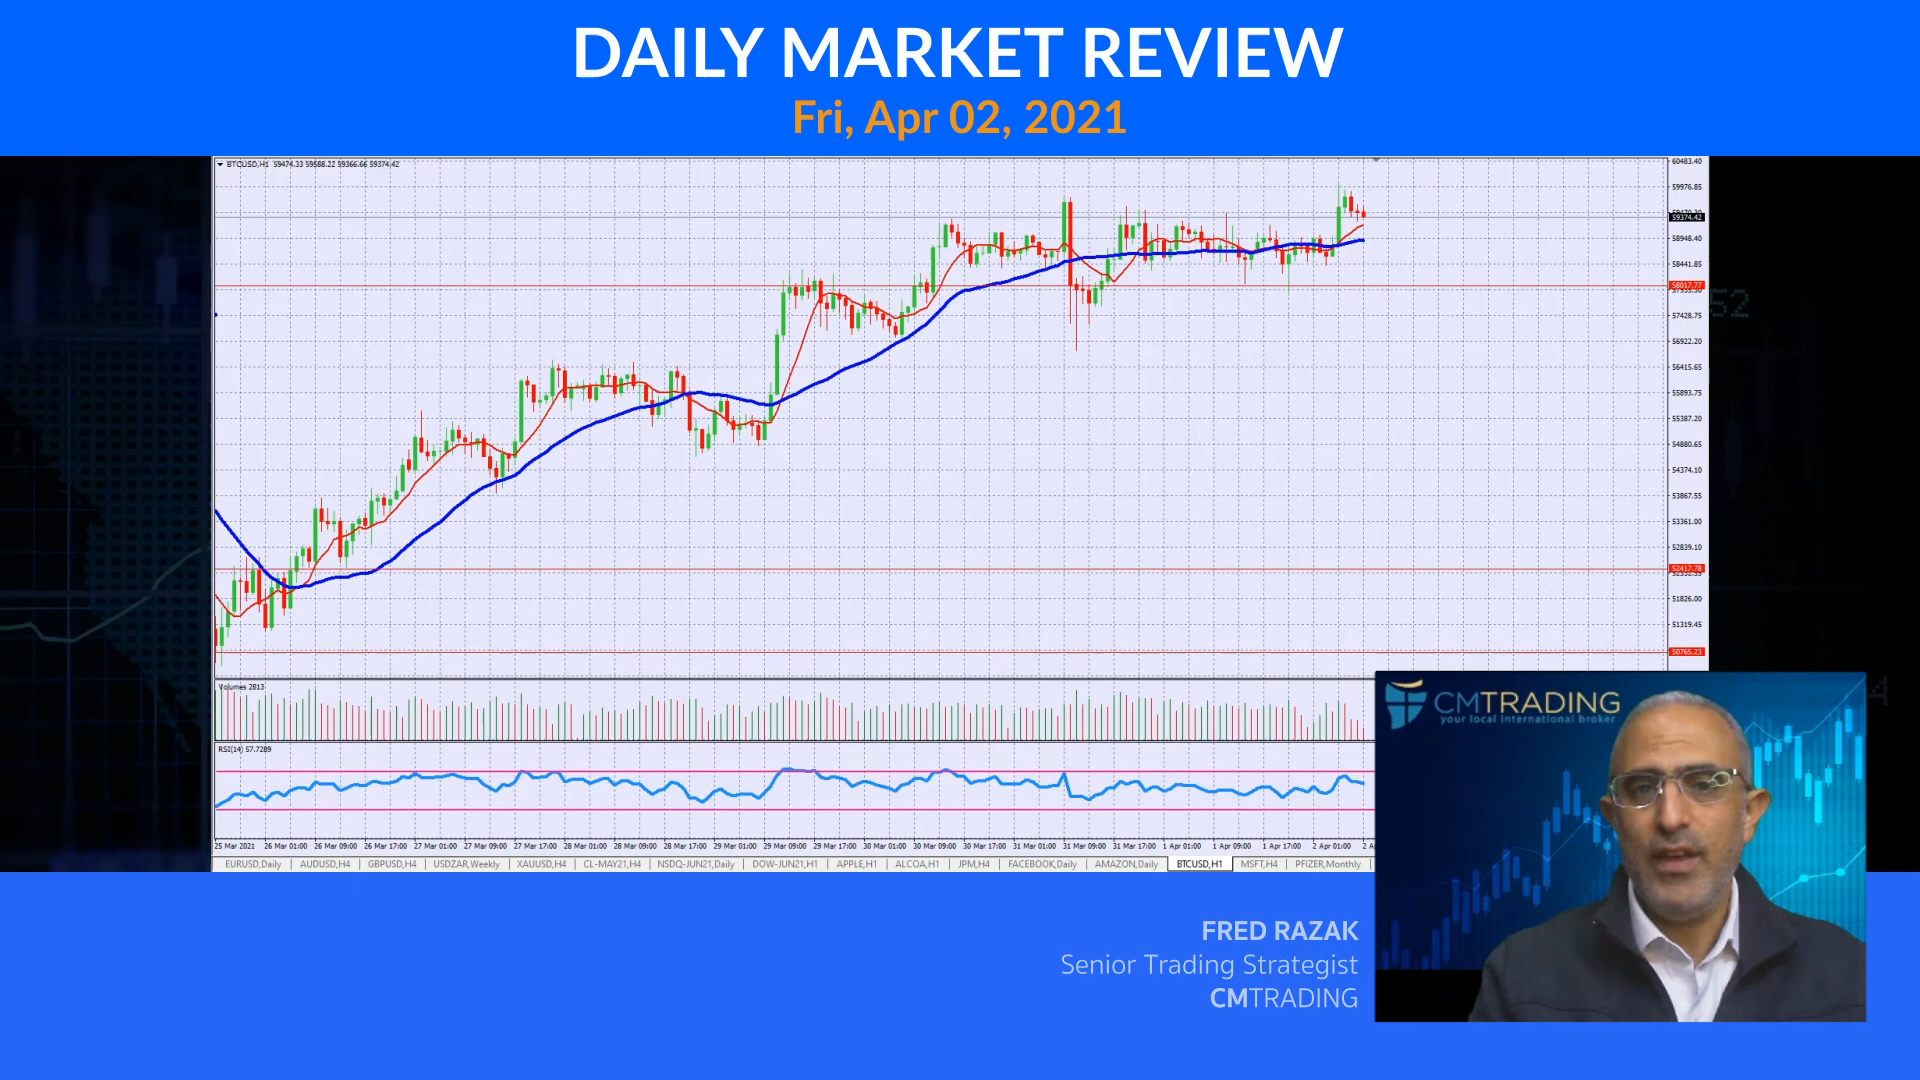 DAILY MARKET REVIEW
Fri, Apr 02, 2021
BTCUSD,H1 59474.33 59588.22 59366.66 59374.42
60483.40
59976.85
59374.42
58948.40
58441.85
58017.77
57428.75
56922.20
56415.65
55893.75
55387.20
54880.65
54374.10
53867.55
53361.00
52839.10
52417.78
51826.00
51319.45
50765.23
52
4
Volumes 2813
RSI(14) 57.7289
25 Mar 2021 26 Mar 01:00 26 Mar 09:00 26 Mar 17:00 27 Mar 01:00 27 Mar 09:00 27 Mar 17:00 28 Mar 01:00 28 Mar 09:00 28 Mar 17:00 29 Mar 01:00 29 Mar 09:00 29 Mar 17:00 30 Mar 01:00 30 Mar 09:00 30 Mar 17:00 31 Mar 01:00 31 Mar 09:00 31 Mar 17:00 1 Apr 01:00 1 Apr 09:00 1 Apr 17:00 2 Apr 01:00
EURUSD,Daily | AUDUSD,H4 | GBPUSD,H4 | USDZAR,Weekly | XAUUSD,H4 | CL-MAY21,H4 | NSDQ-JUN21,Daily | DOW-JUN21,H1 | APPLE,H1 | ALCOA,H1 | JPM,H4 | FACEBOOK,Daily | AMAZON,Daily | BTCUSD,H1 | MSFT,H4 | PFIZER,Monthly |
CMTRADING
your local international broker
FRED RAZAK
Senior Trading Strategist
CMTRADING